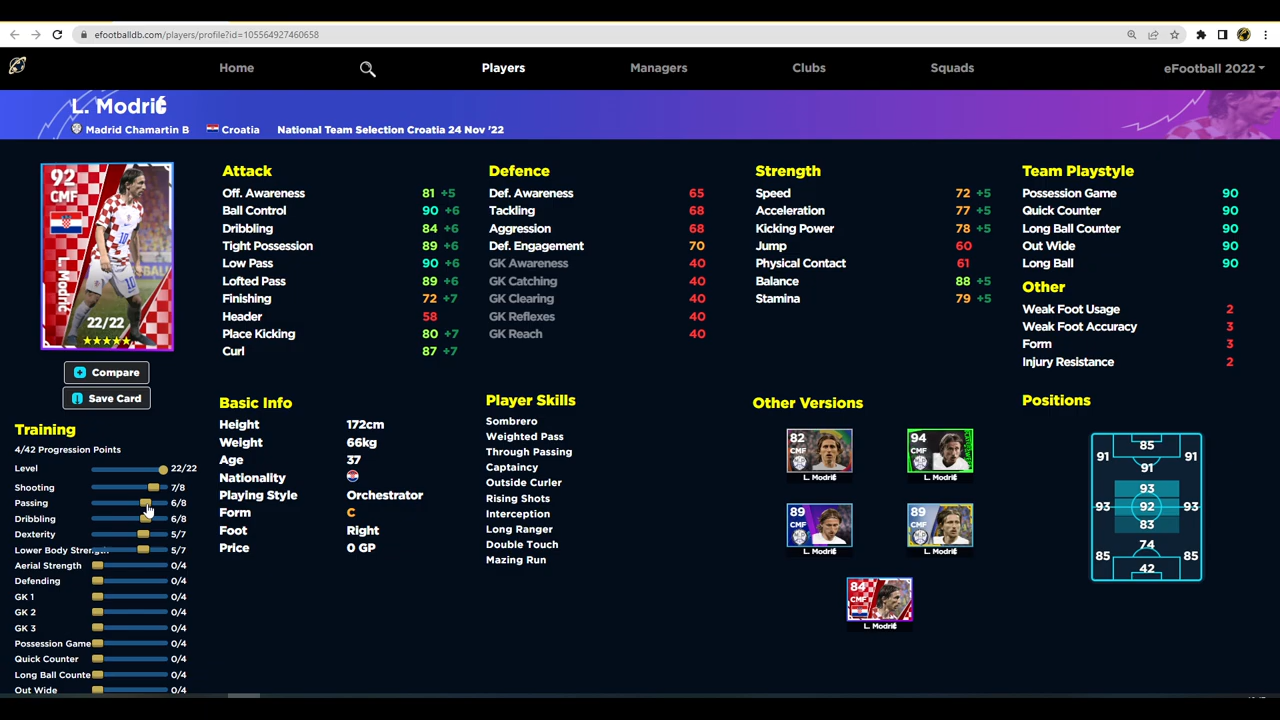 efootballdb.com/players/profile?id=105564927460658
Home Players Managers Clubs Squads eFootball 2022
L. Modrić
Madrid Chamartin B Croatia National Team Selection Croatia 24 Nov '22
92
CMF
L. Modrić
22/22
Compare
Save Card
Attack
Off. Awareness 81 +5
Ball Control 90 +6
Dribbling 84 +6
Tight Possession 89 +6
Low Pass 90 +6
Lofted Pass 89 +6
Finishing 72 +7
Header 58
Place Kicking 80 +7
Curl 87 +7
Defence
Def. Awareness 65
Tackling 68
Aggression 68
Def. Engagement 70
GK Awareness 40
GK Catching 40
GK Clearing 40
GK Reflexes 40
GK Reach 40
Strength
Speed 72 +5
Acceleration 77 +5
Kicking Power 78 +5
Jump 60
Physical Contact 61
Balance 88 +5
Stamina 79 +5
Team Playstyle
Possession Game 90
Quick Counter 90
Long Ball Counter 90
Out Wide 90
Long Ball 90
Other
Weak Foot Usage 2
Weak Foot Accuracy 3
Form 3
Injury Resistance 2
Training
4/42 Progression Points
Level 22/22
Shooting 7/8
Passing 6/8
Dribbling 6/8
Dexterity 5/7
Lower Body Strength 5/7
Aerial Strength 0/4
Defending 0/4
GK 1 0/4
GK 2 0/4
GK 3 0/4
Possession Game 0/4
Quick Counter 0/4
Long Ball Counte 0/4
Out Wide 0/4
Basic Info
Height 172cm
Weight 66kg
Age 37
Nationality
Playing Style Orchestrator
Form C
Foot Right
Price 0 GP
Player Skills
Sombrero
Weighted Pass
Through Passing
Captaincy
Outside Curler
Rising Shots
Interception
Long Ranger
Double Touch
Mazing Run
Other Versions
82
CMF
L. Modrić
94
CMF
L. Modrić
89
CMF
L. Modrić
89
CMF
L. Modrić
84
CMF
L. Modrić
Positions
85
91 91
91
93
93 92 93
83
74
85 85
42